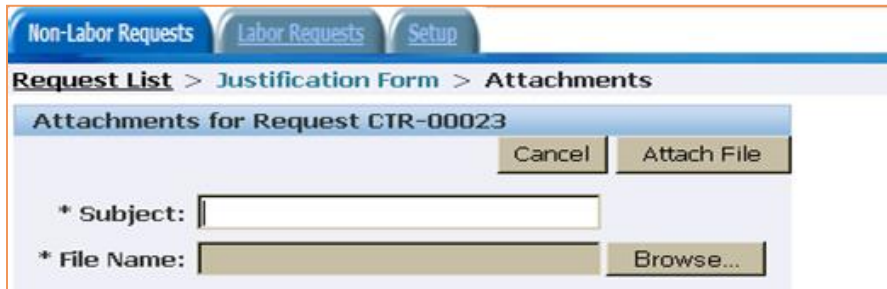 Non-Labor Requests Labor Requests Setup
Request List > Justification Form > Attachments
Attachments for Request CTR-00023
Cancel Attach File
* Subject:
* File Name: Browse...